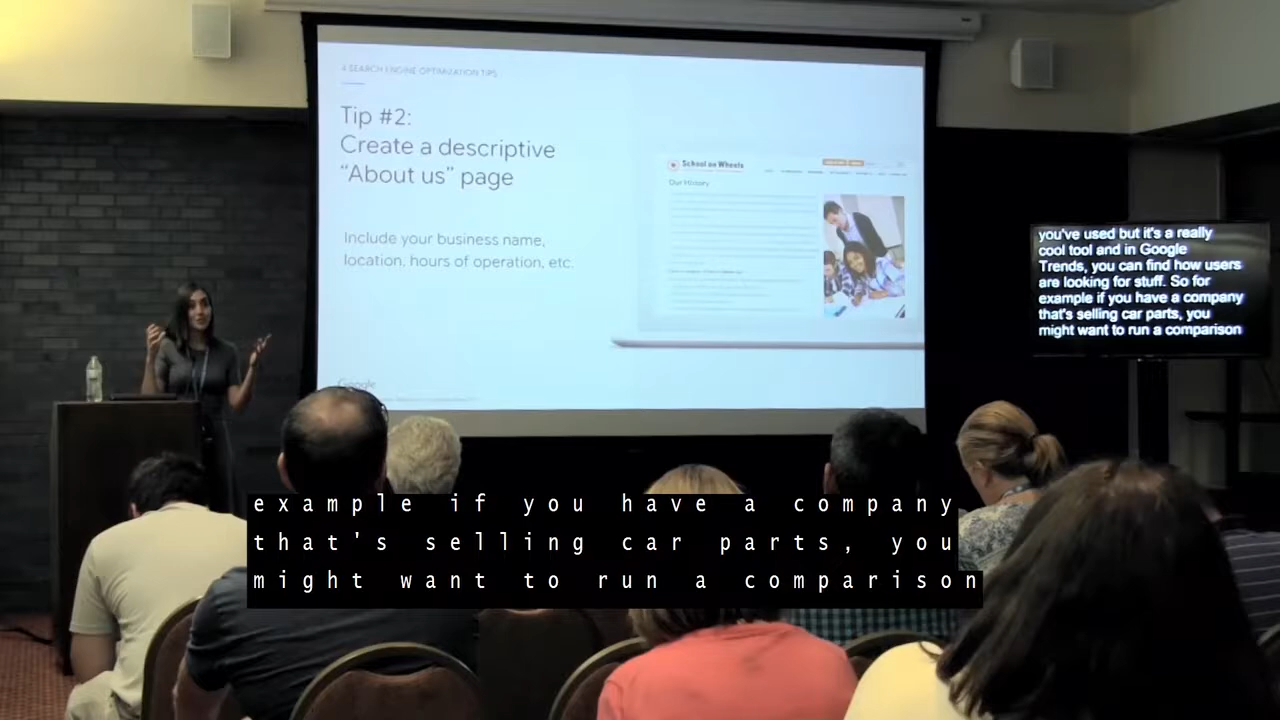 4 SEARCH ENGINE OPTIMIZATION TIPS
Tip #2:
Create a descriptive
“About us” page
Include your business name,
location, hours of operation, etc.
Google
School on Wheels
Our History
you've used but it's a really
cool tool and in Google
Trends, you can find how users
are looking for stuff. So for
example if you have a company
that's selling car parts, you
might want to run a comparison
example if you have a company
that's selling car parts, you
might want to run a comparison